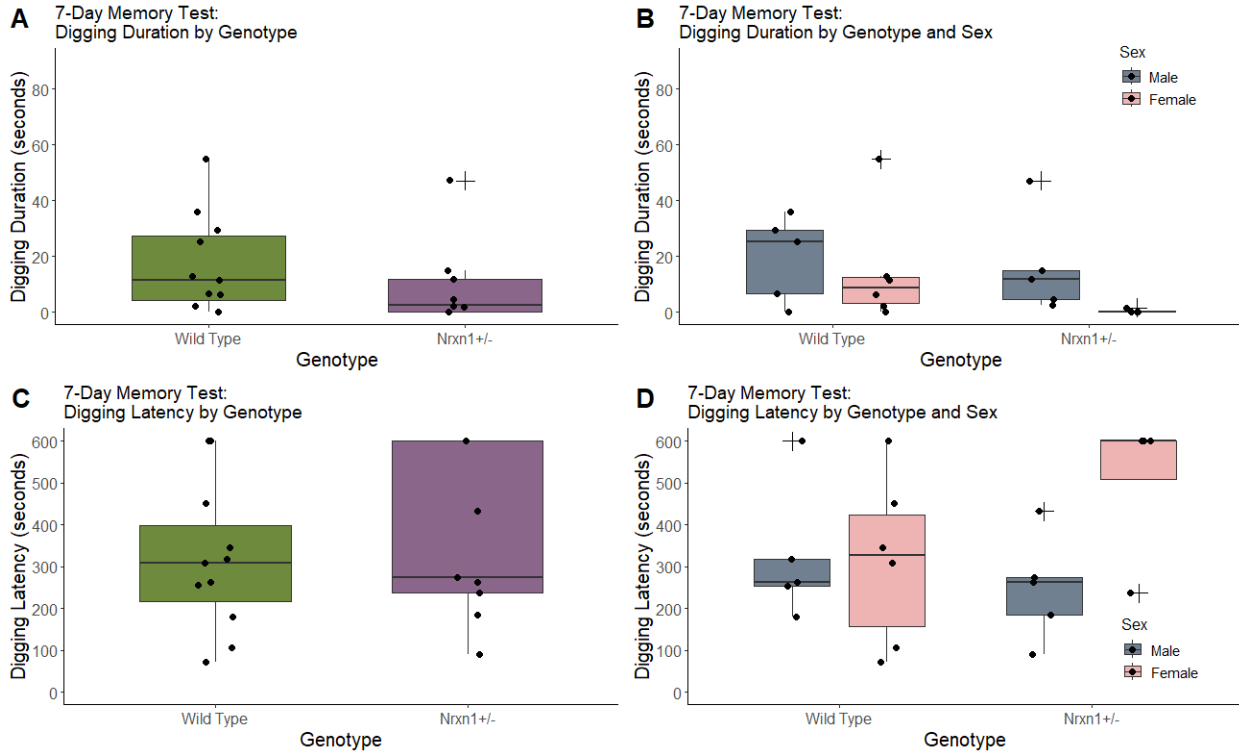 A
7-Day Memory Test:
Digging Duration by Genotype
Digging Duration (seconds)
80
60
40
20
0
Wild Type
Nrxn1+/-
Genotype
B
7-Day Memory Test:
Digging Duration by Genotype and Sex
Digging Duration (seconds)
80
60
40
20
0
Sex
Male
Female
Wild Type
Nrxn1+/-
Genotype
C
7-Day Memory Test:
Digging Latency by Genotype
Digging Latency (seconds)
600
500
400
300
200
100
0
Wild Type
Nrxn1+/-
Genotype
D
7-Day Memory Test:
Digging Latency by Genotype and Sex
Digging Latency (seconds)
600
500
400
300
200
100
0
Sex
Male
Female
Wild Type
Nrxn1+/-
Genotype